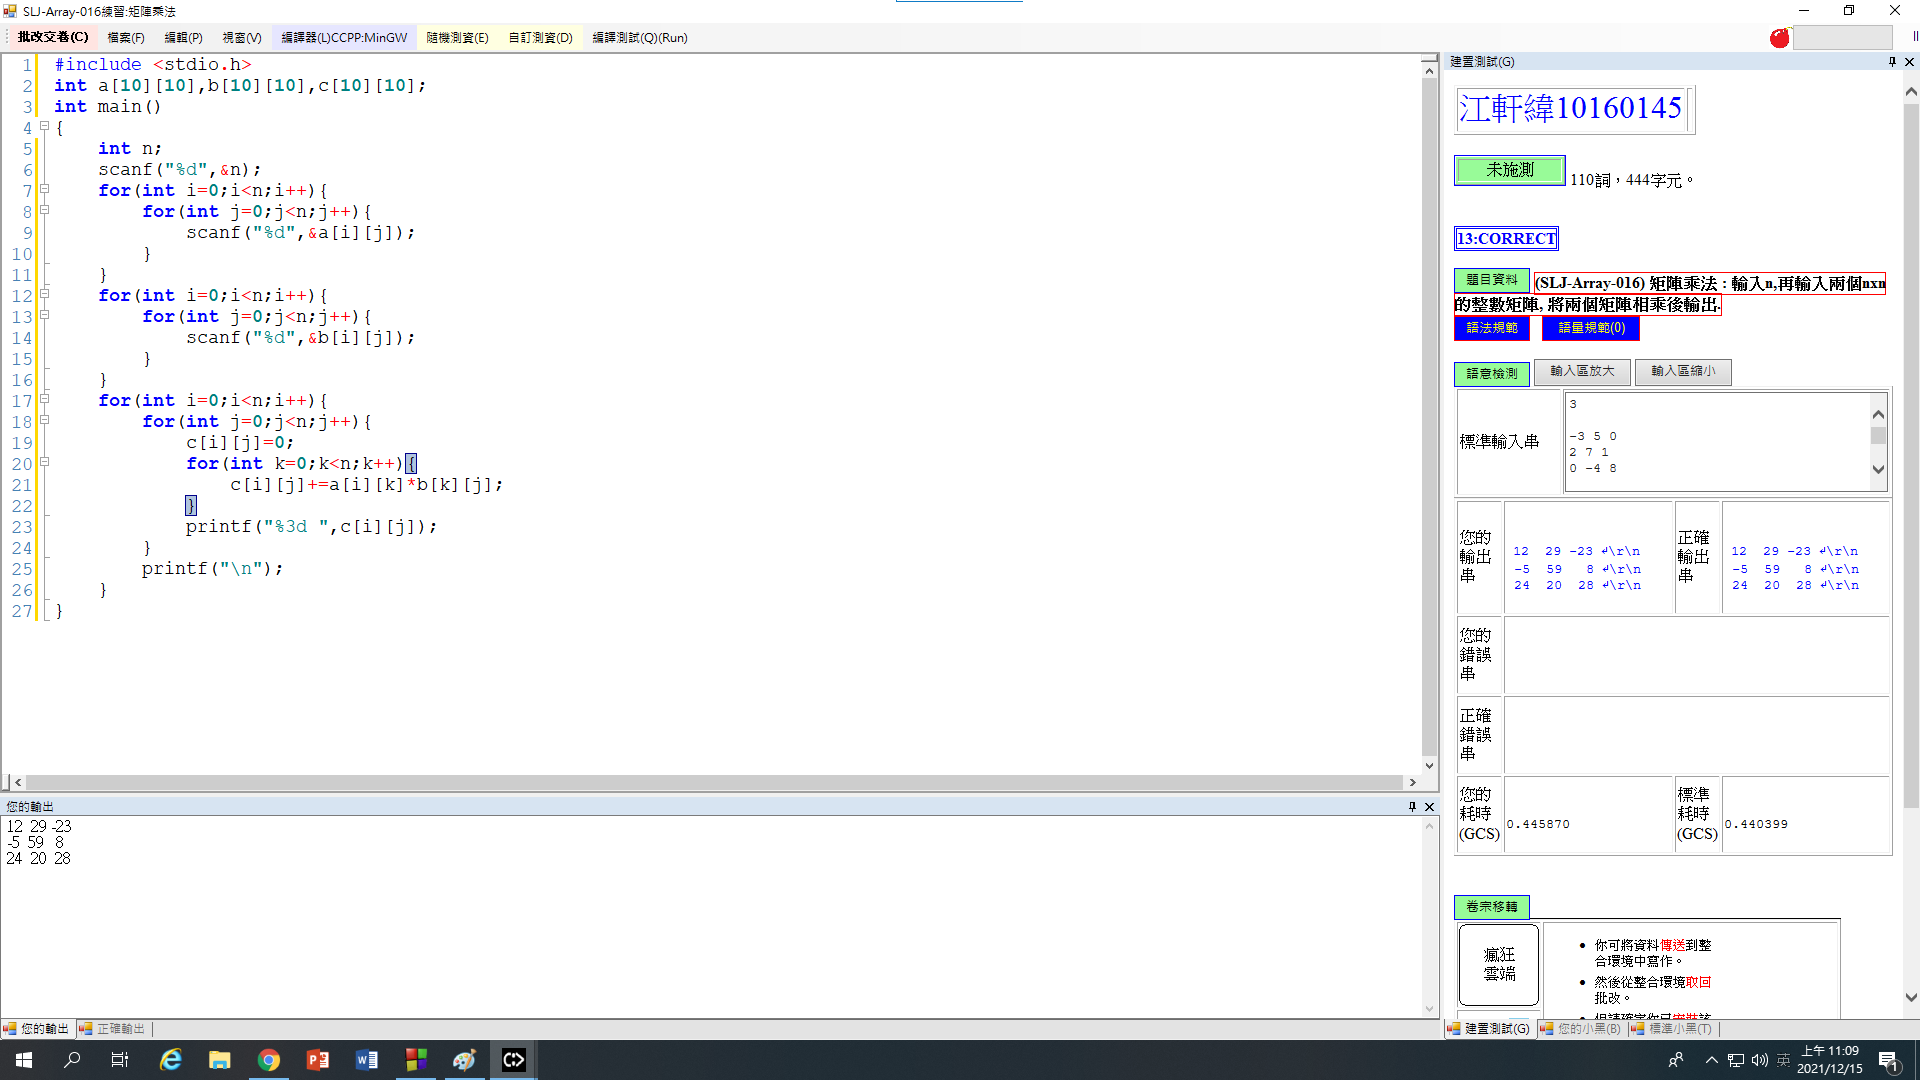 SLJ-Array-016練習:矩陣乘法
批改交卷(C) 檔案(F) 編輯(P) 視窗(V) 編譯器(L)CCPP:MinGW 隨機測資(E) 自訂測資(D) 編譯測試(Q)(Run)
1 #include <stdio.h>
2 int a[10][10],b[10][10],c[10][10];
3 int main()
4 {
5 int n;
6 scanf("%d",&n);
7 for(int i=0;i<n;i++){
8 for(int j=0;j<n;j++){
9 scanf("%d",&a[i][j]);
10 }
11 }
12 for(int i=0;i<n;i++){
13 for(int j=0;j<n;j++){
14 scanf("%d",&b[i][j]);
15 }
16 }
17 for(int i=0;i<n;i++){
18 for(int j=0;j<n;j++){
19 c[i][j]=0;
20 for(int k=0;k<n;k++){
21 c[i][j]+=a[i][k]*b[k][j];
22 }
23 printf("%3d ",c[i][j]);
24 }
25 printf("\n");
26 }
27 }
您的輸出
12 29 -23
-5 59 8
24 20 28
您的輸出 正確輸出
建置測試(G)
江軒緯10160145
未施測 110詞，444字元。
13:CORRECT
題目資料 (SLJ-Array-016) 矩陣乘法 : 輸入n,再輸入兩個nxn
的整數矩陣, 將兩個矩陣相乘後輸出.
語法規範 語量規範(0)
語意檢測 輸入區放大 輸入區縮小
標準輸入串
3
-3 5 0
2 7 1
0 -4 8
您的
輸出
串
12 29 -23 ↲\r\n
-5 59 8 ↲\r\n
24 20 28 ↲\r\n
正確
輸出
串
12 29 -23 ↲\r\n
-5 59 8 ↲\r\n
24 20 28 ↲\r\n
您的
錯誤
串
正確
錯誤
串
您的
耗時
(GCS)
0.445870
標準
耗時
(GCS)
0.440399
卷宗移轉
瘋狂
雲端
你可將資料傳送到整
合環境中寫作。
然後從整合環境取回
批改。
建置測試(G) 您的小黑(B) 標準小黑(T)
英
上午 11:09
2021/12/15
1